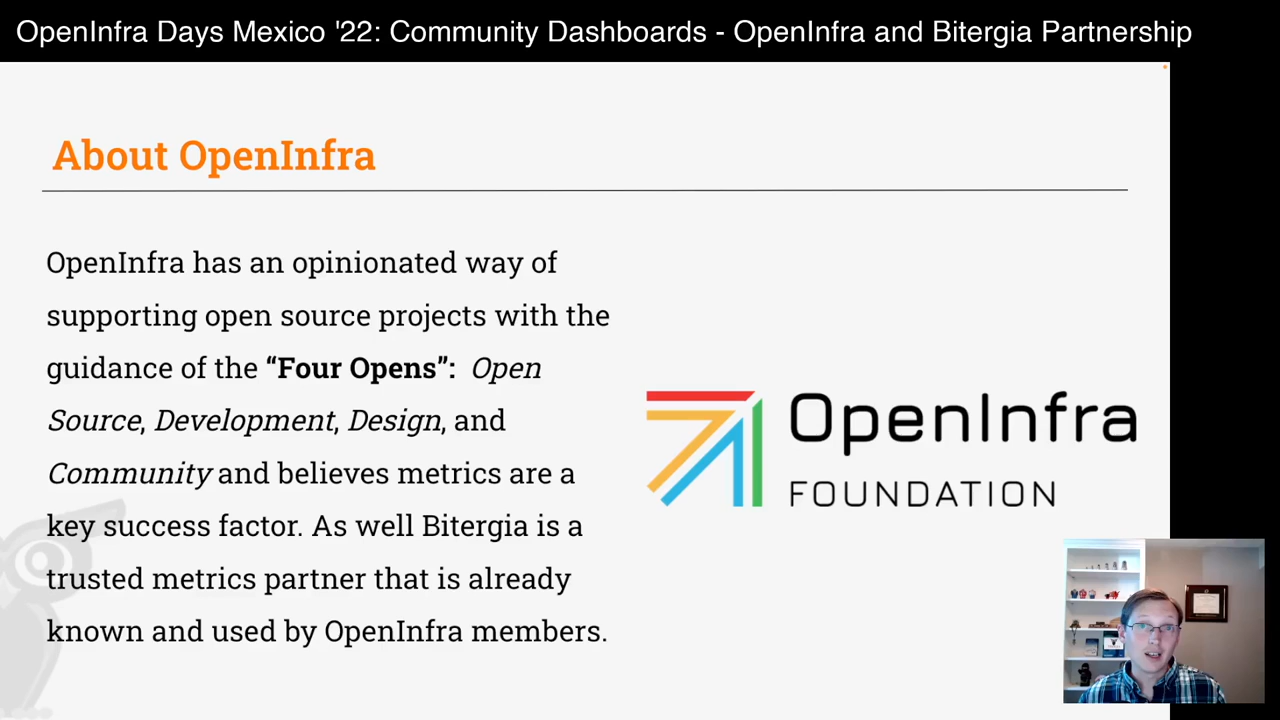 OpenInfra Days Mexico '22: Community Dashboards - OpenInfra and Bitergia Partnership
About OpenInfra
OpenInfra has an opinionated way of
supporting open source projects with the
guidance of the “Four Opens”: Open
Source, Development, Design, and
Community and believes metrics are a
key success factor. As well Bitergia is a
trusted metrics partner that is already
known and used by OpenInfra members.
OpenInfra
FOUNDATION